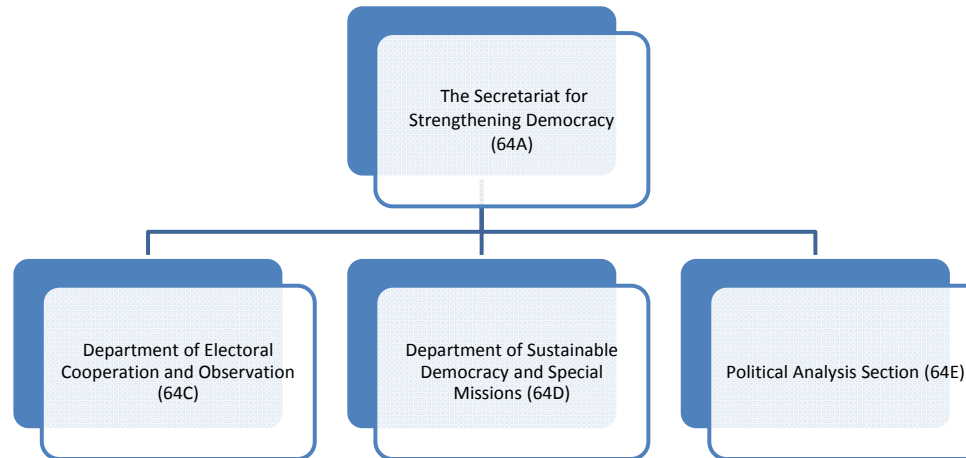 The Secretariat for
Strengthening Democracy
(64A)
Department of Electoral
Cooperation and Observation
(64C)
Department of Sustainable
Democracy and Special
Missions (64D)
Political Analysis Section (64E)